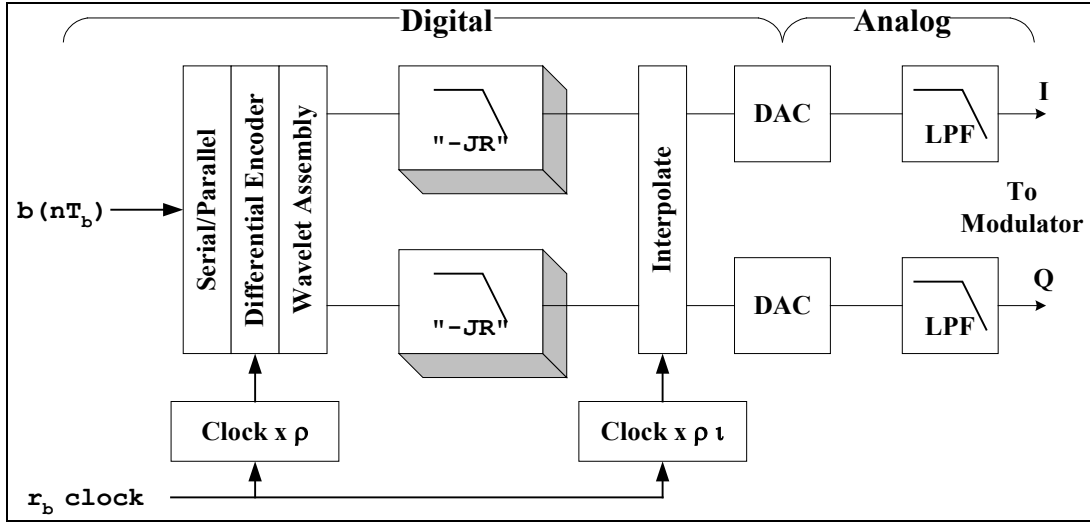 Digital
Analog
Serial/Parallel
Differential Encoder
Wavelet Assembly
"-JR"
Interpolate
DAC
LPF
I
b(nT_b)
To
Modulator
"-JR"
DAC
LPF
Q
Clock x ρ
Clock x ρ ι
r_b clock